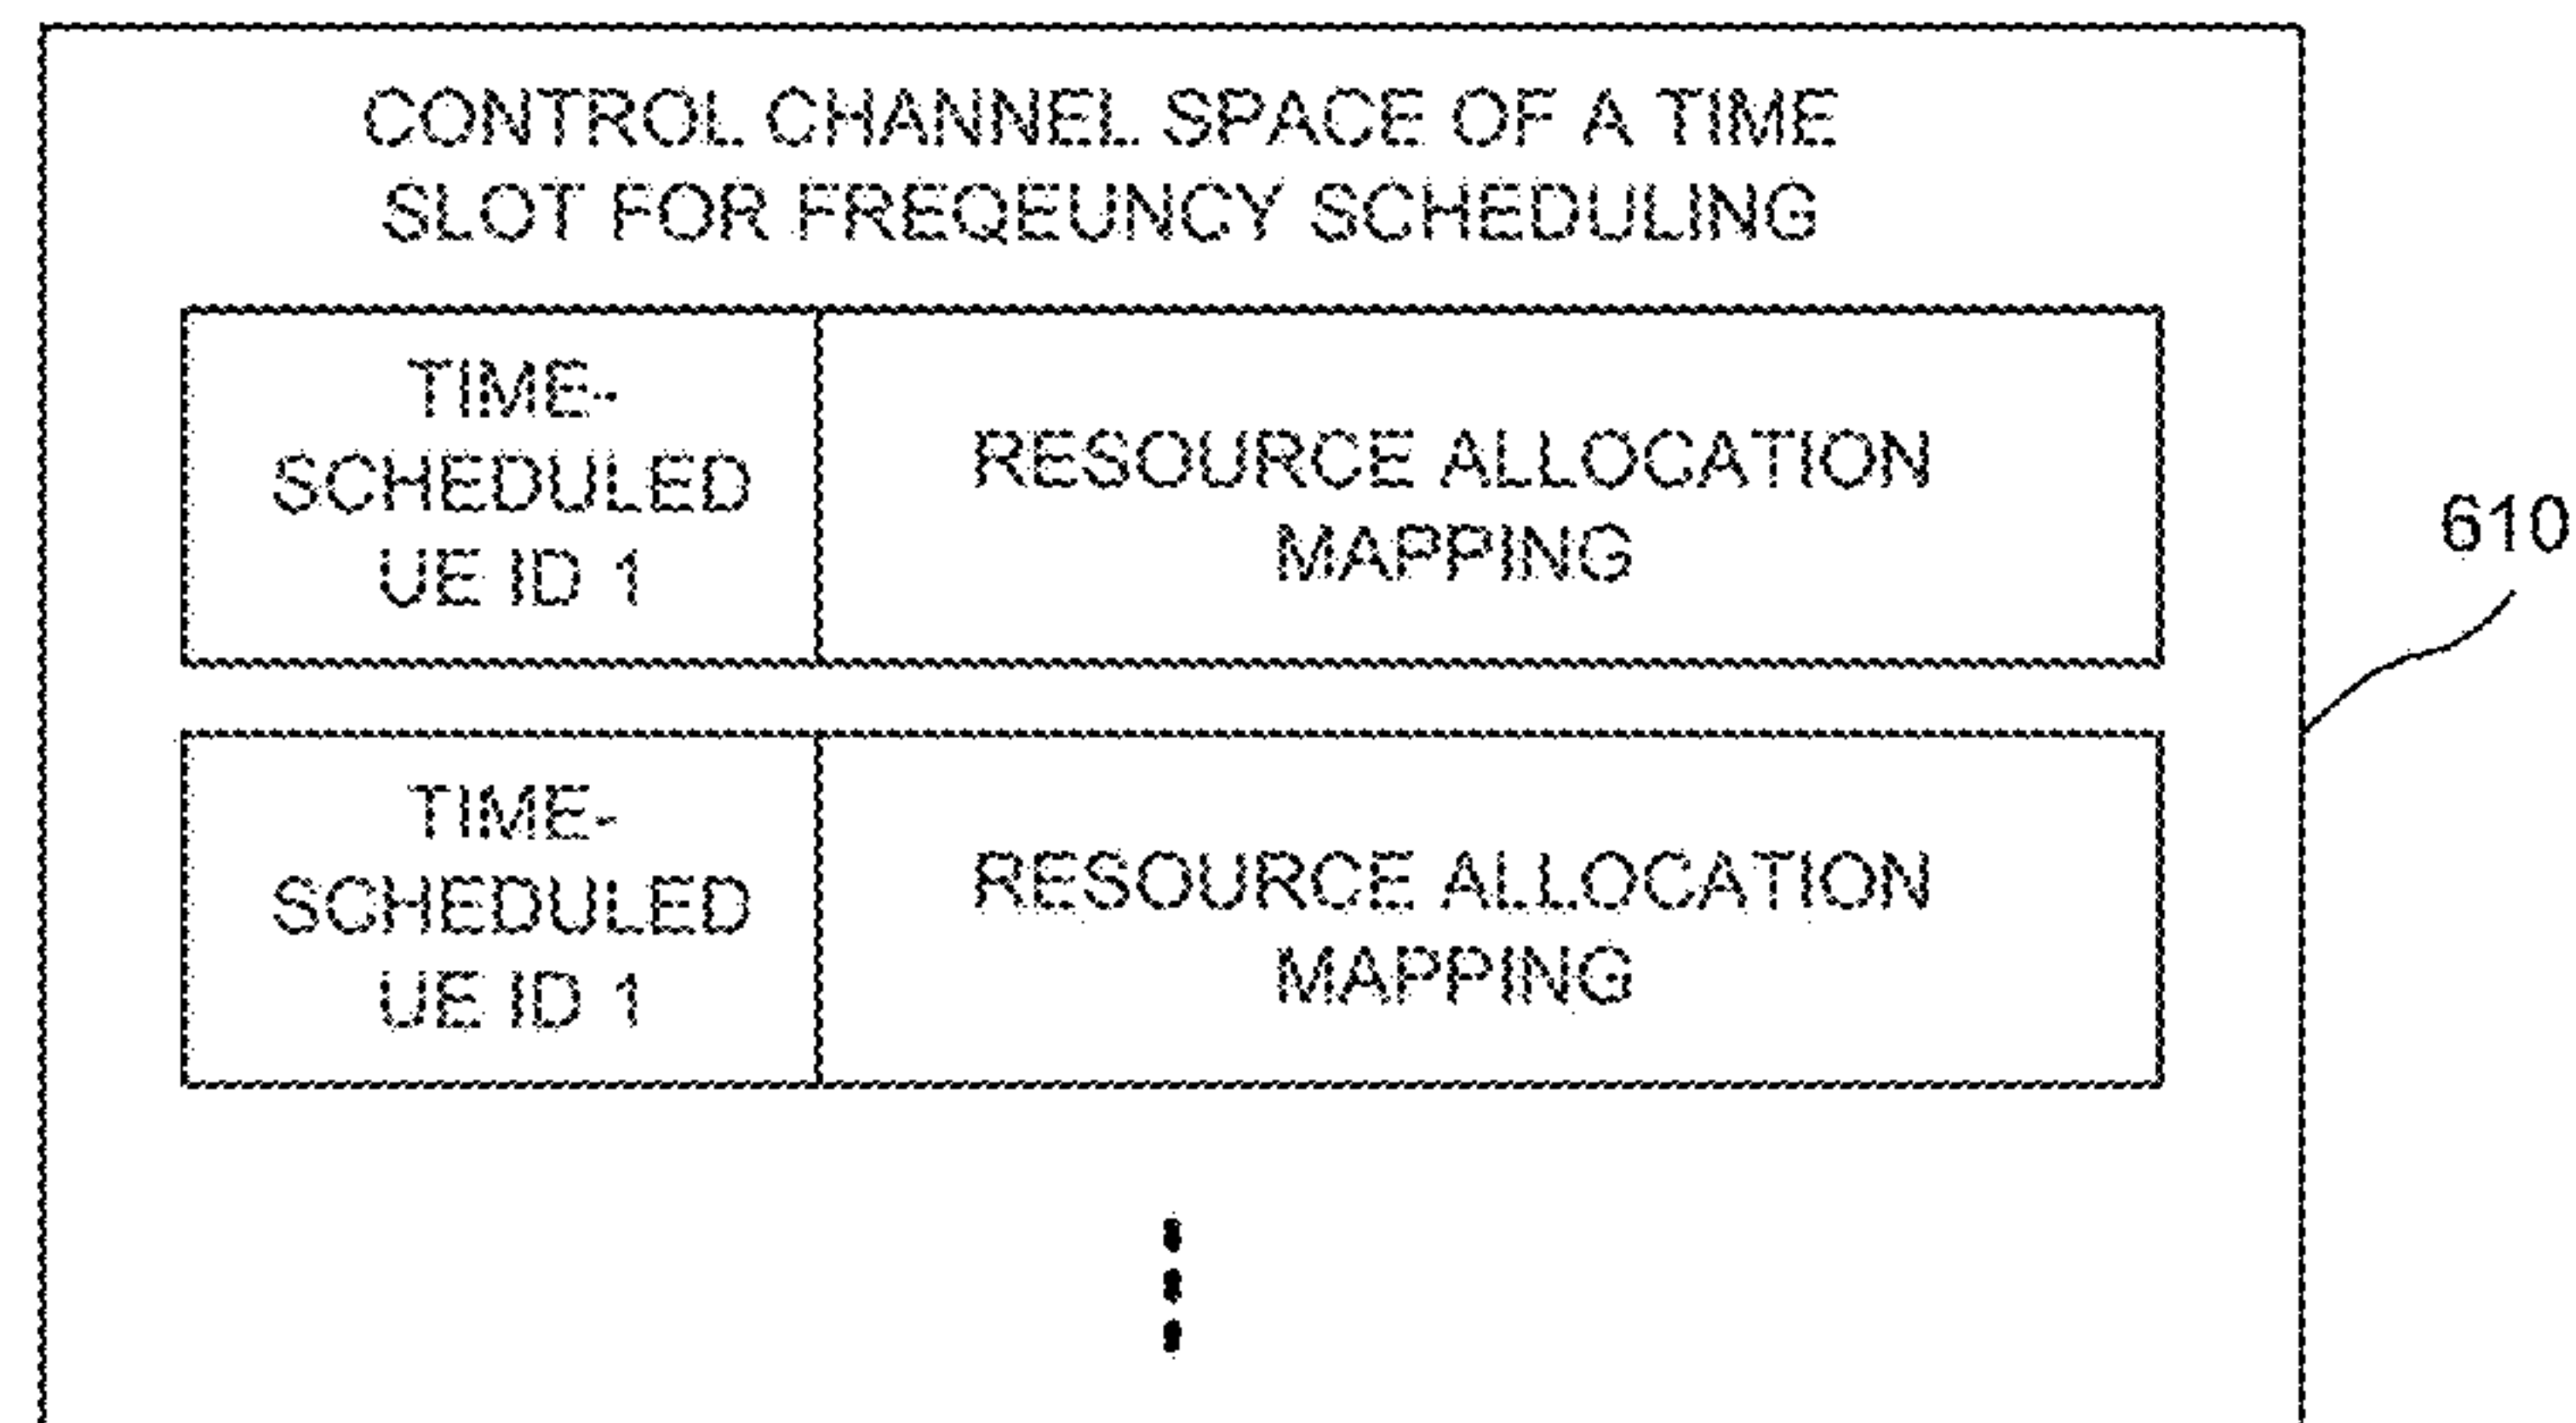 CONTROL CHANNEL SPACE OF A TIME
SLOT FOR FREQEUNCY SCHEDULING
TIME-
SCHEDULED
UE ID 1
RESOURCE ALLOCATION
MAPPING
610
TIME-
SCHEDULED
UE ID 1
RESOURCE ALLOCATION
MAPPING